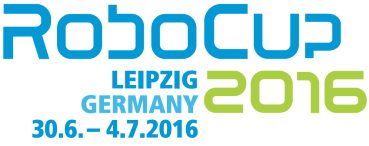 RoboCup
LEIPZIG
GERMANY
2016
30.6. – 4.7.2016